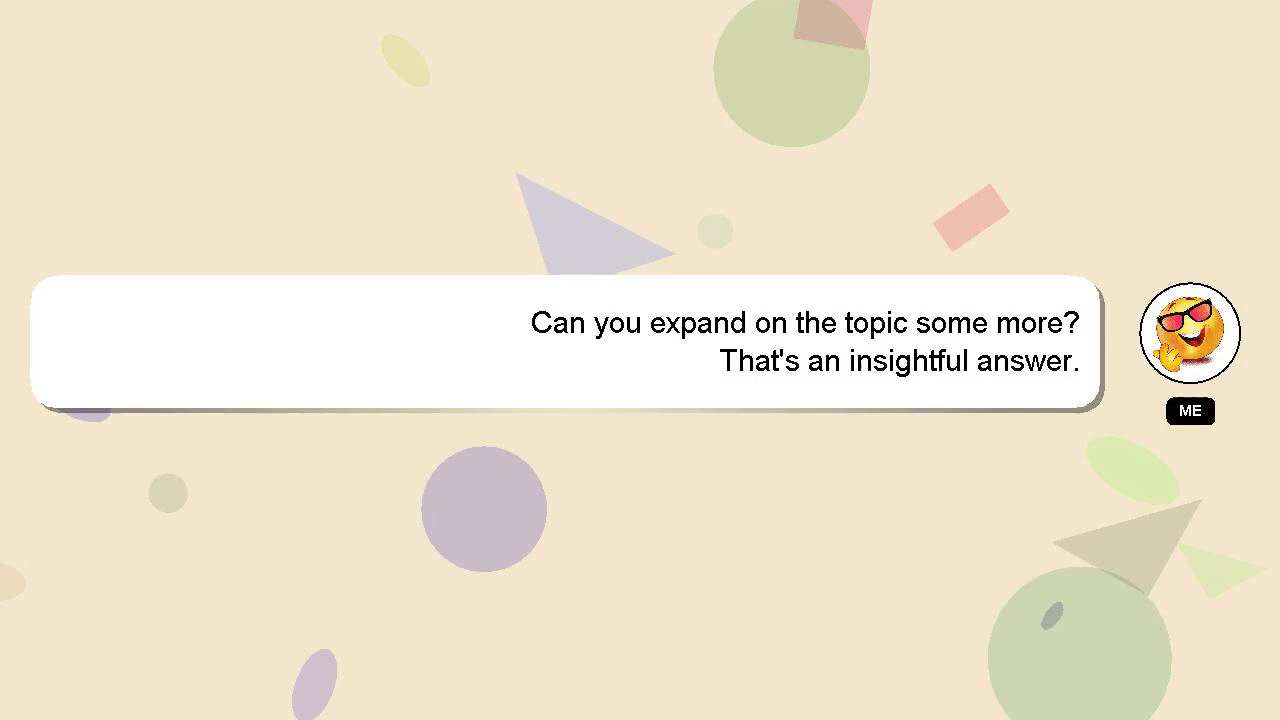 Can you expand on the topic some more?
That's an insightful answer.
ME